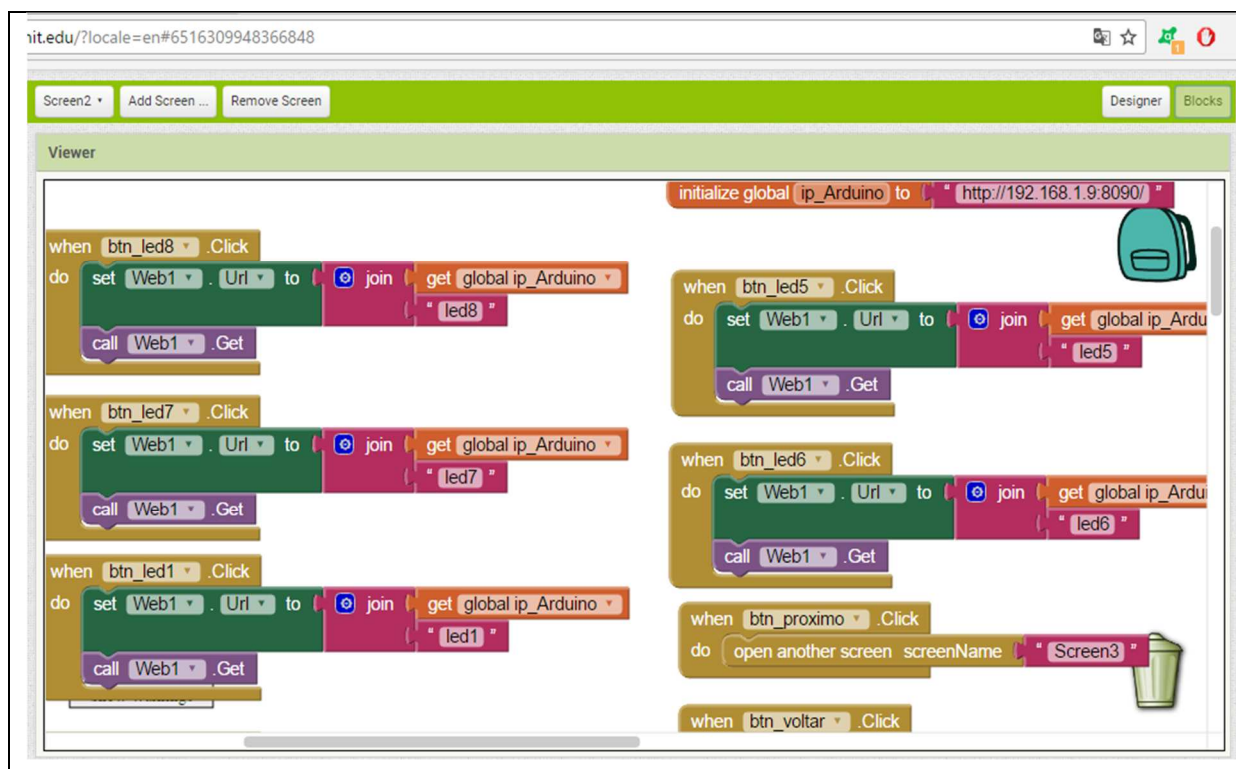 nit.edu/?locale=en#6516309948366848
1
Screen2 Add Screen ... Remove Screen Designer Blocks
Viewer
initialize global ip_Arduino to " http://192.168.1.9:8090/ "
when btn_led8 .Click
do set Web1 . Url to join get global ip_Arduino
" led8 "
call Web1 .Get
when btn_led7 .Click
do set Web1 . Url to join get global ip_Arduino
" led7 "
call Web1 .Get
when btn_led1 .Click
do set Web1 . Url to join get global ip_Arduino
" led1 "
call Web1 .Get
when btn_led5 .Click
do set Web1 . Url to join get global ip_Ardu
" led5 "
call Web1 .Get
when btn_led6 .Click
do set Web1 . Url to join get global ip_Ardui
" led6 "
call Web1 .Get
when btn_proximo .Click
do open another screen screenName " Screen3 "
when btn_voltar .Click